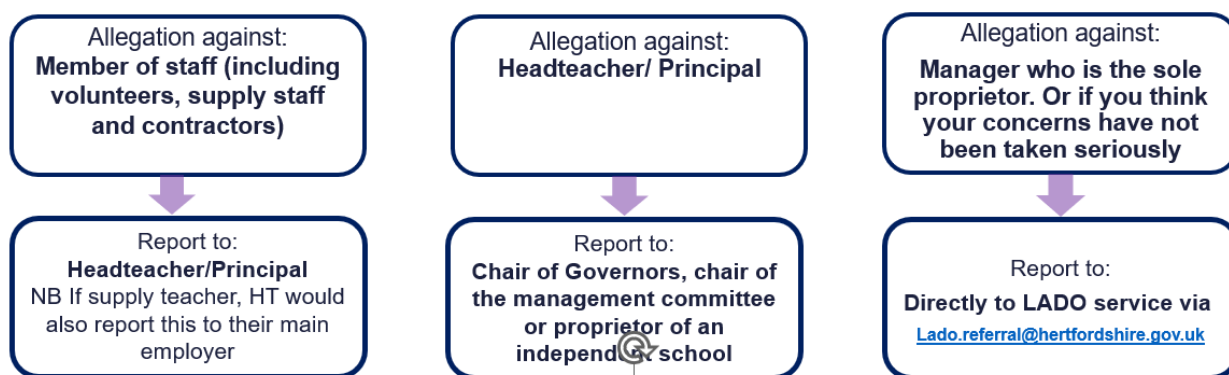 Allegation against:
Member of staff (including
volunteers, supply staff
and contractors)
Report to:
Headteacher/Principal
NB If supply teacher, HT would
also report this to their main
employer
Allegation against:
Headteacher/ Principal
Report to:
Chair of Governors, chair of
the management committee
or proprietor of an
independent school
Allegation against:
Manager who is the sole
proprietor. Or if you think
your concerns have not
been taken seriously
Report to:
Directly to LADO service via
Lado.referral@hertfordshire.gov.uk